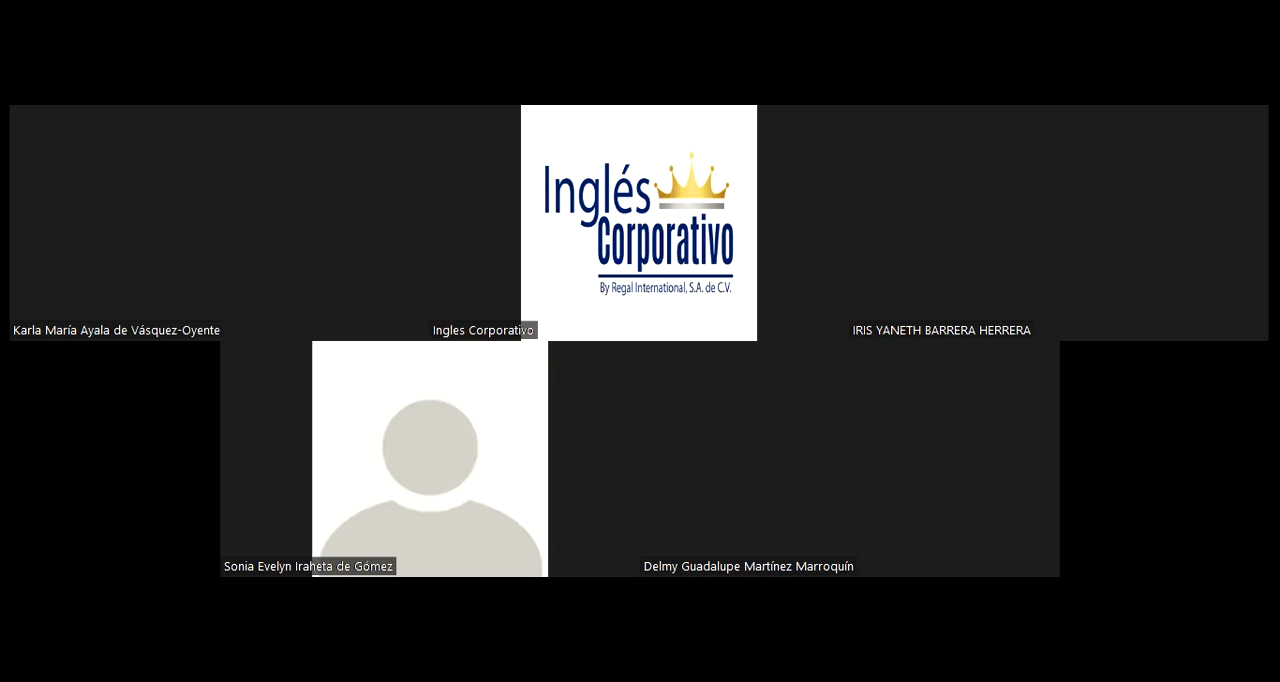 Inglés
Corporativo
By Regal International, S.A. de C.V.
Karla María Ayala de Vásquez-Oyente
Ingles Corporativo
IRIS YANETH BARRERA HERRERA
Sonia Evelyn Iraheta de Gómez
Delmy Guadalupe Martínez Marroquín